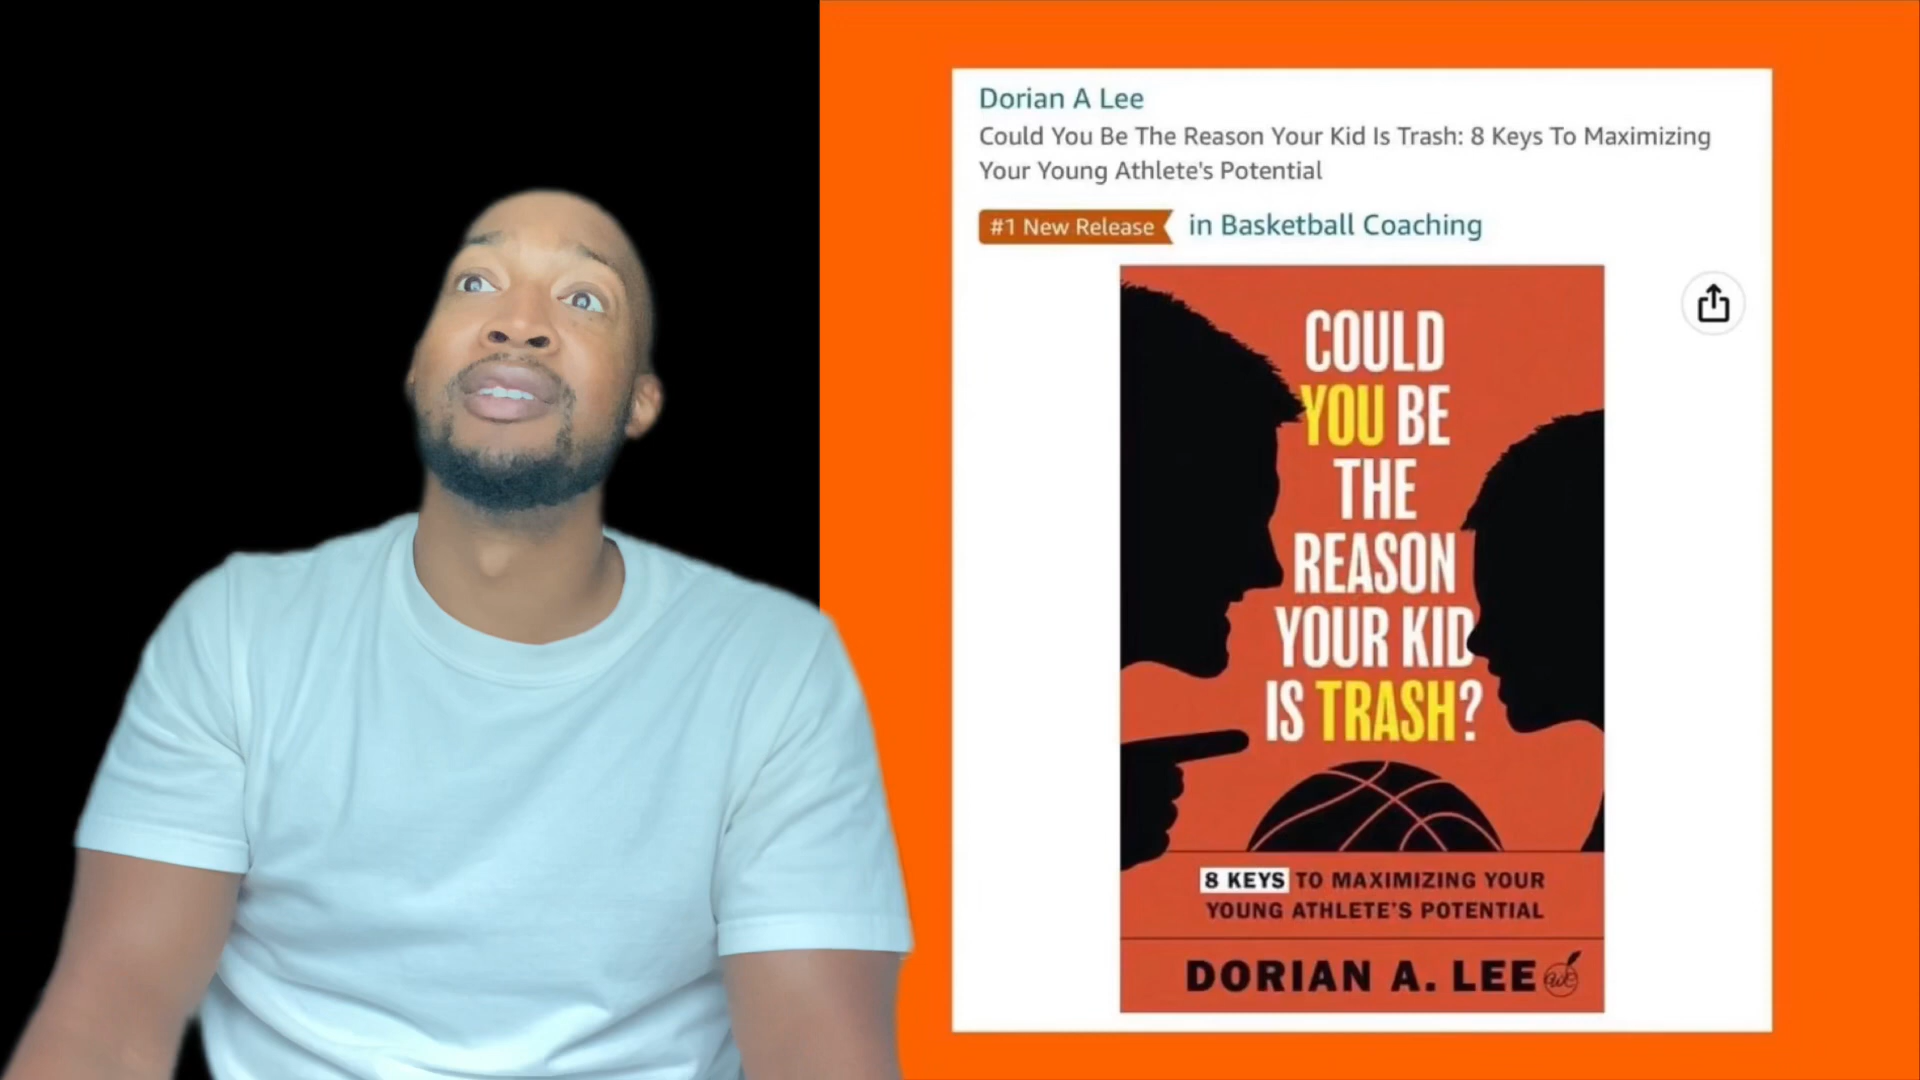 Dorian A Lee
Could You Be The Reason Your Kid Is Trash: 8 Keys To Maximizing
Your Young Athlete's Potential
#1 New Release in Basketball Coaching
COULD
YOU BE
THE
REASON
YOUR KID
IS TRASH?
8 KEYS TO MAXIMIZING YOUR
YOUNG ATHLETE'S POTENTIAL
DORIAN A. LEE